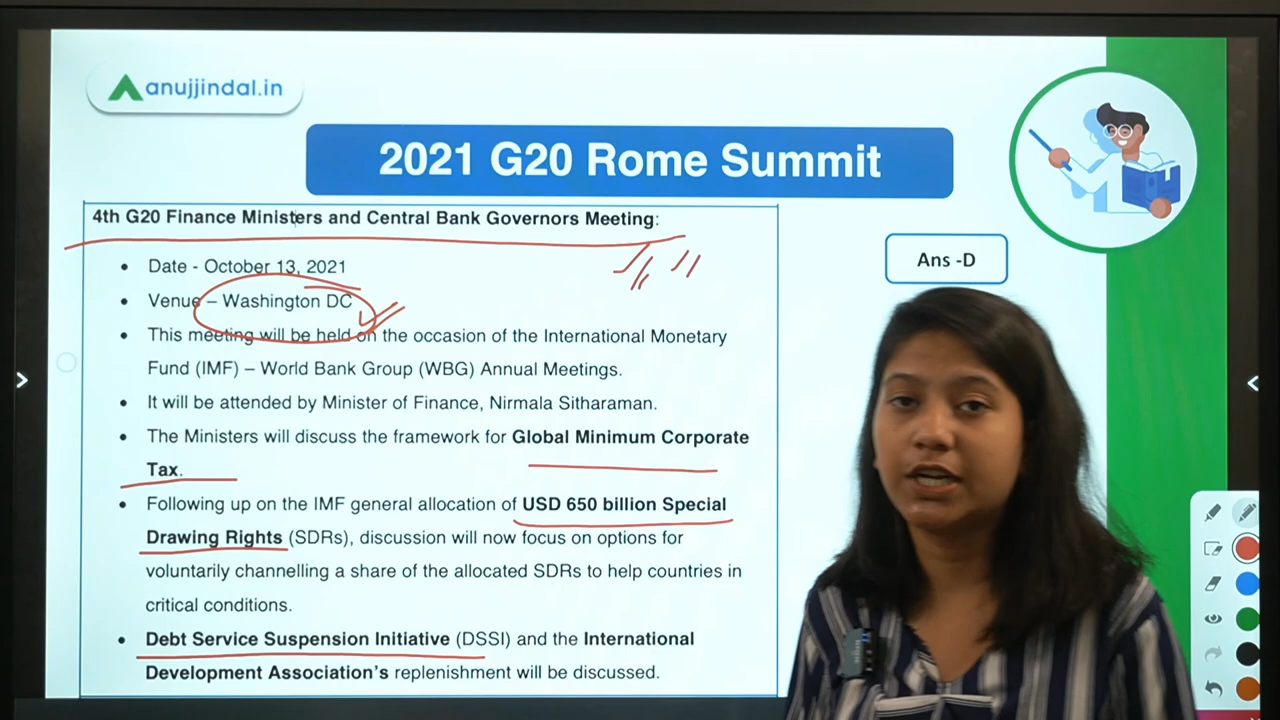 anujjindal.in
2021 G20 Rome Summit
4th G20 Finance Ministers and Central Bank Governors Meeting:
• Date - October 13, 2021
• Venue – Washington DC
• This meeting will be held on the occasion of the International Monetary
Fund (IMF) – World Bank Group (WBG) Annual Meetings.
• It will be attended by Minister of Finance, Nirmala Sitharaman.
• The Ministers will discuss the framework for Global Minimum Corporate
Tax.
• Following up on the IMF general allocation of USD 650 billion Special
Drawing Rights (SDRs), discussion will now focus on options for
voluntarily channelling a share of the allocated SDRs to help countries in
critical conditions.
• Debt Service Suspension Initiative (DSSI) and the International
Development Association's replenishment will be discussed.
Ans -D